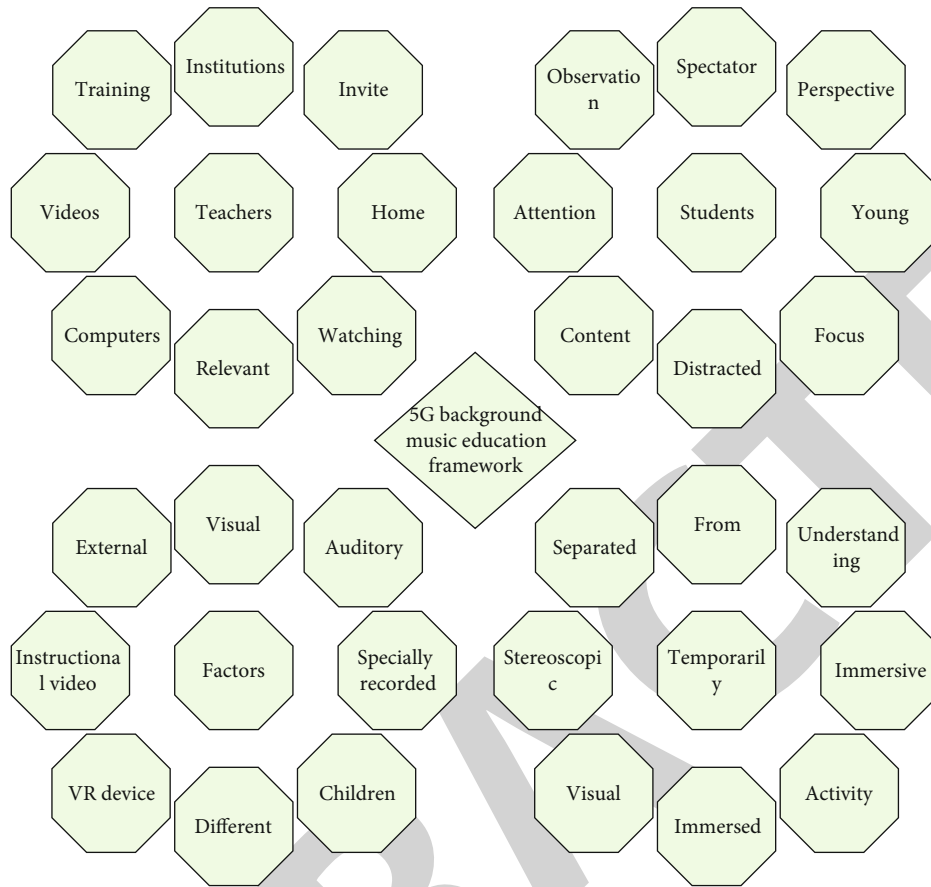 Institutions
Training
Invite
Videos
Teachers
Home
Computers
Watching
Relevant
Spectator
Observatio
n
Perspective
Attention
Students
Young
Content
Focus
Distracted
5G background
music education
framework
Visual
External
Auditory
Instructiona
l video
Factors
Specially
recorded
VR device
Children
Different
From
Separated
Understand
ing
Stereoscopi
c
Temporaril
y
Immersive
Visual
Activity
Immersed